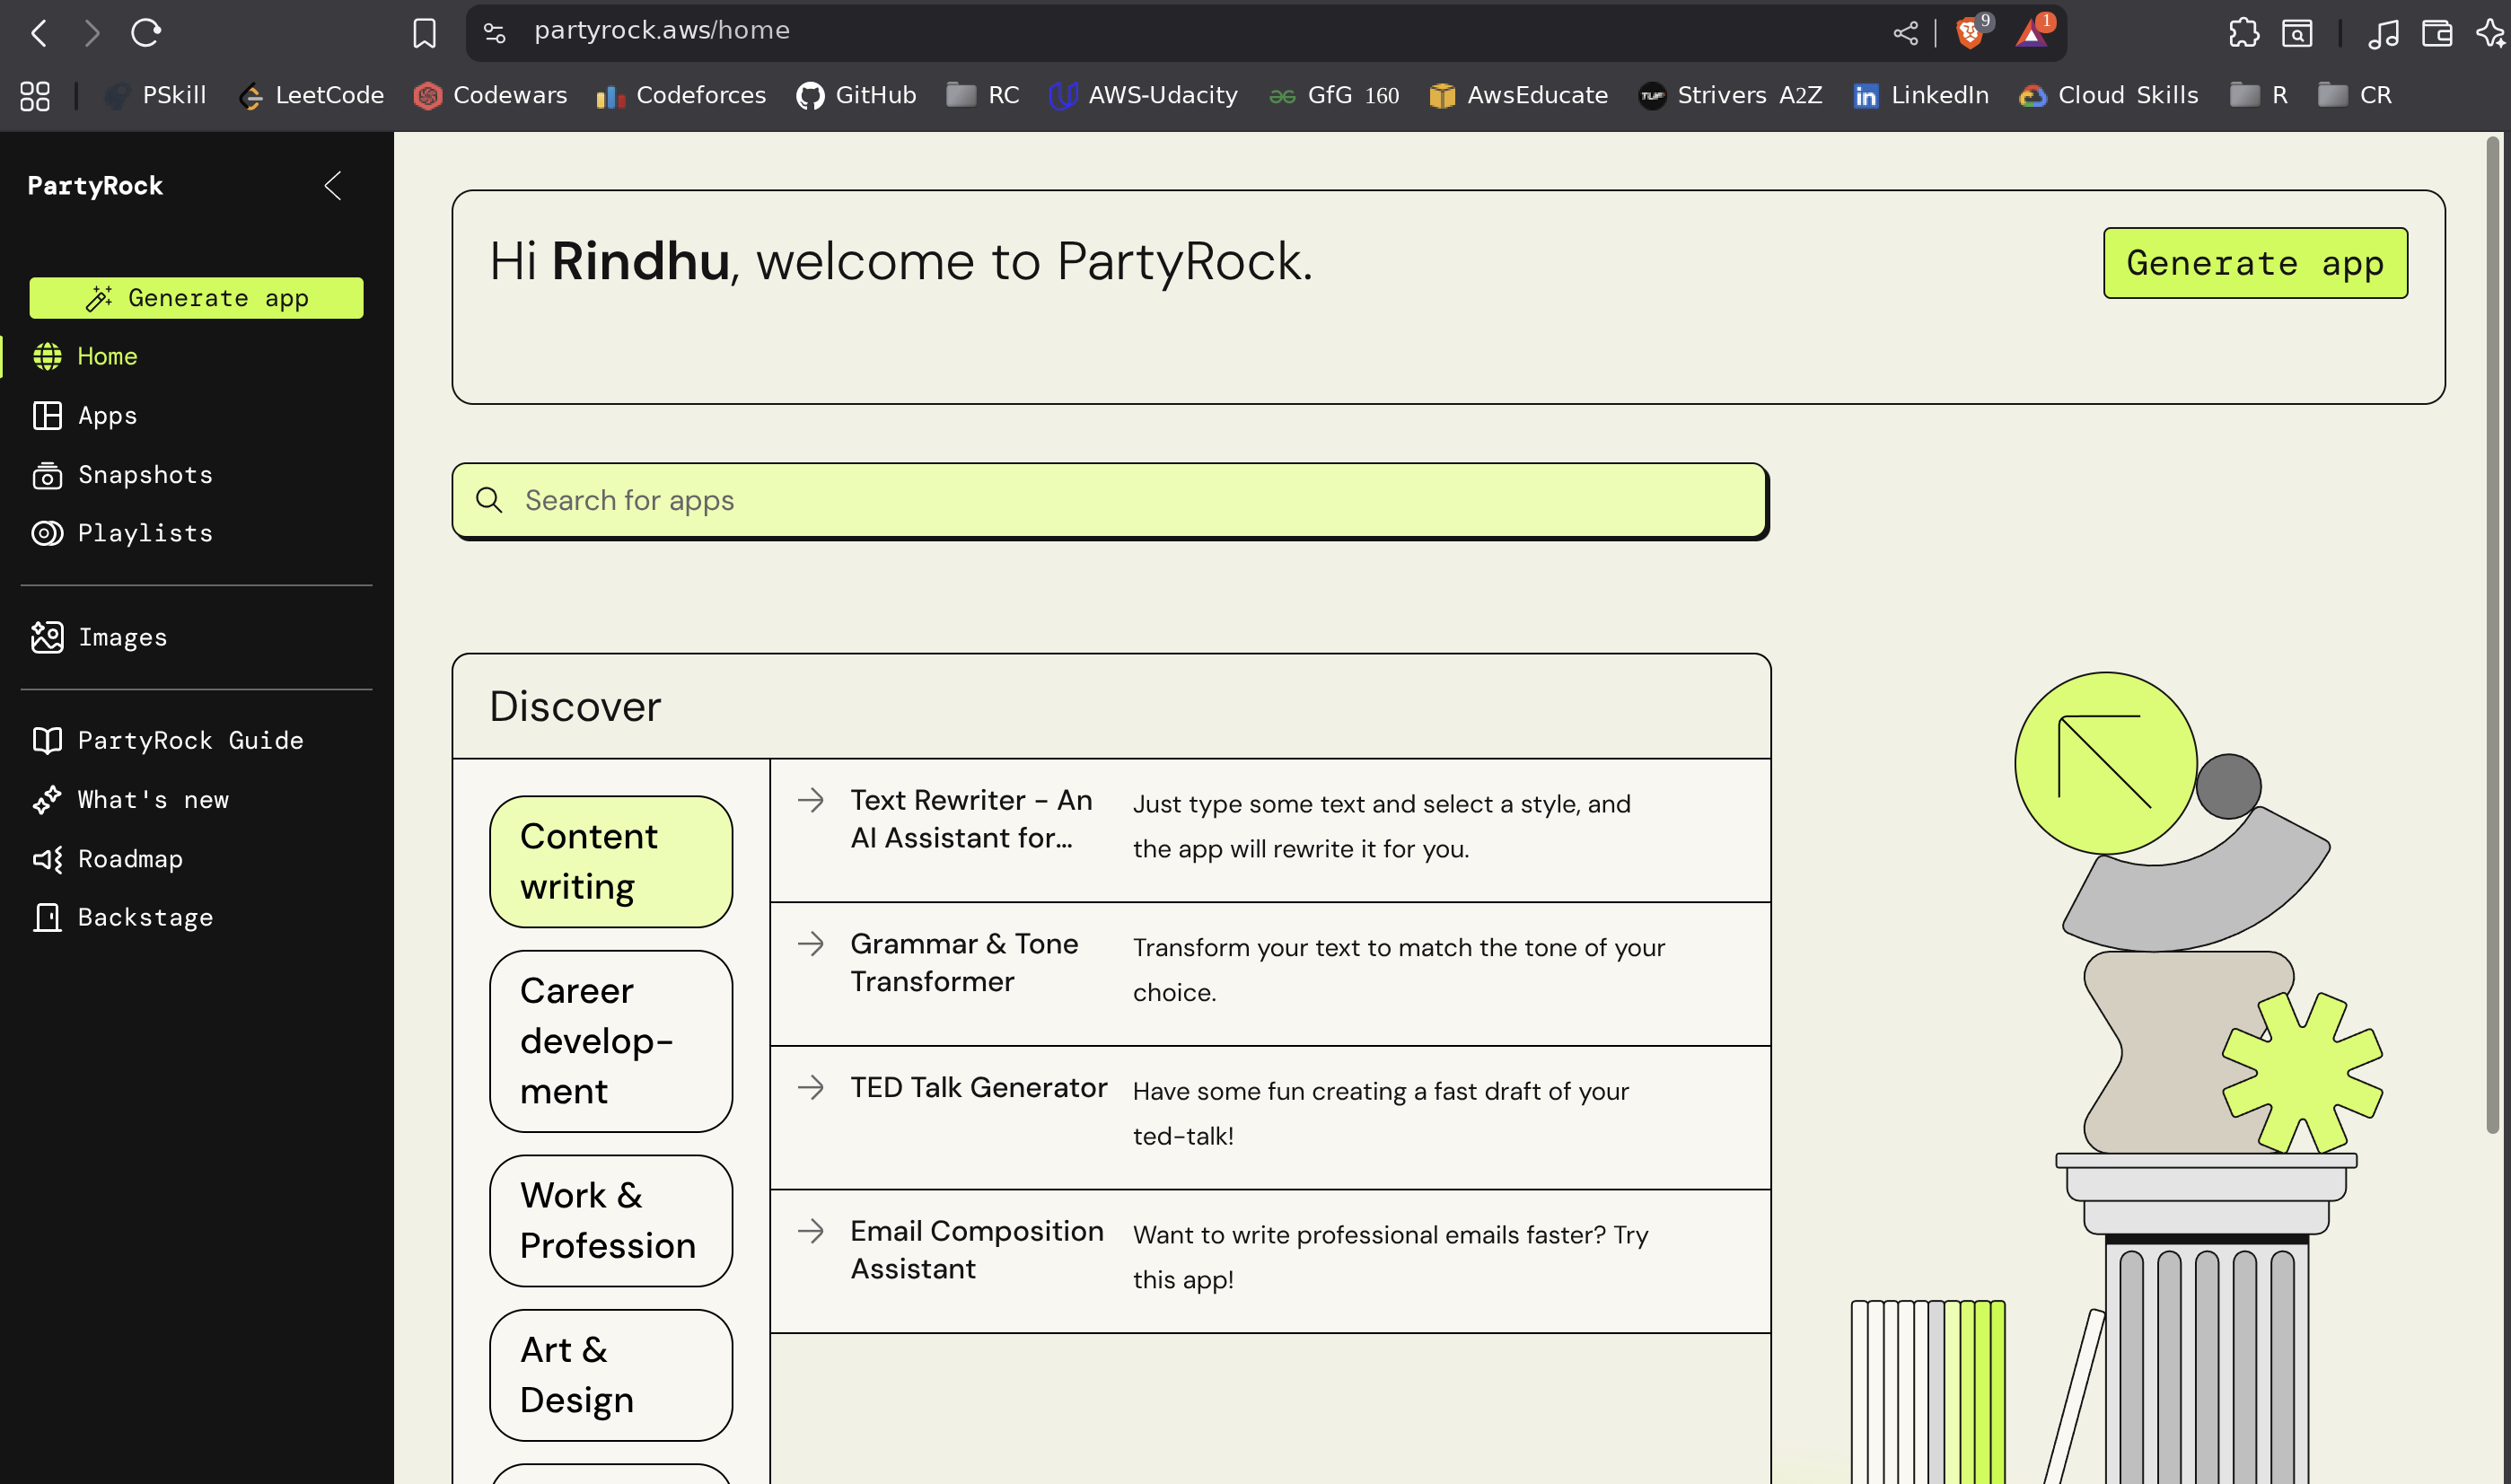 partyrock.aws/home
9
1
PSkill
LeetCode
Codewars
Codeforces
GitHub
RC
AWS-Udacity
GfG 160
AwsEducate
TUF
Strivers A2Z
LinkedIn
Cloud Skills
R
CR
PartyRock
Generate app
Home
Apps
Snapshots
Playlists
Images
PartyRock Guide
What's new
Roadmap
Backstage
Hi Rindhu, welcome to PartyRock.
Generate app
Search for apps
Discover
Content
writing
Career
develop-
ment
Work &
Profession
Art &
Design
Text Rewriter - An
AI Assistant for...
Just type some text and select a style, and
the app will rewrite it for you.
Grammar & Tone
Transformer
Transform your text to match the tone of your
choice.
TED Talk Generator
Have some fun creating a fast draft of your
ted-talk!
Email Composition
Assistant
Want to write professional emails faster? Try
this app!